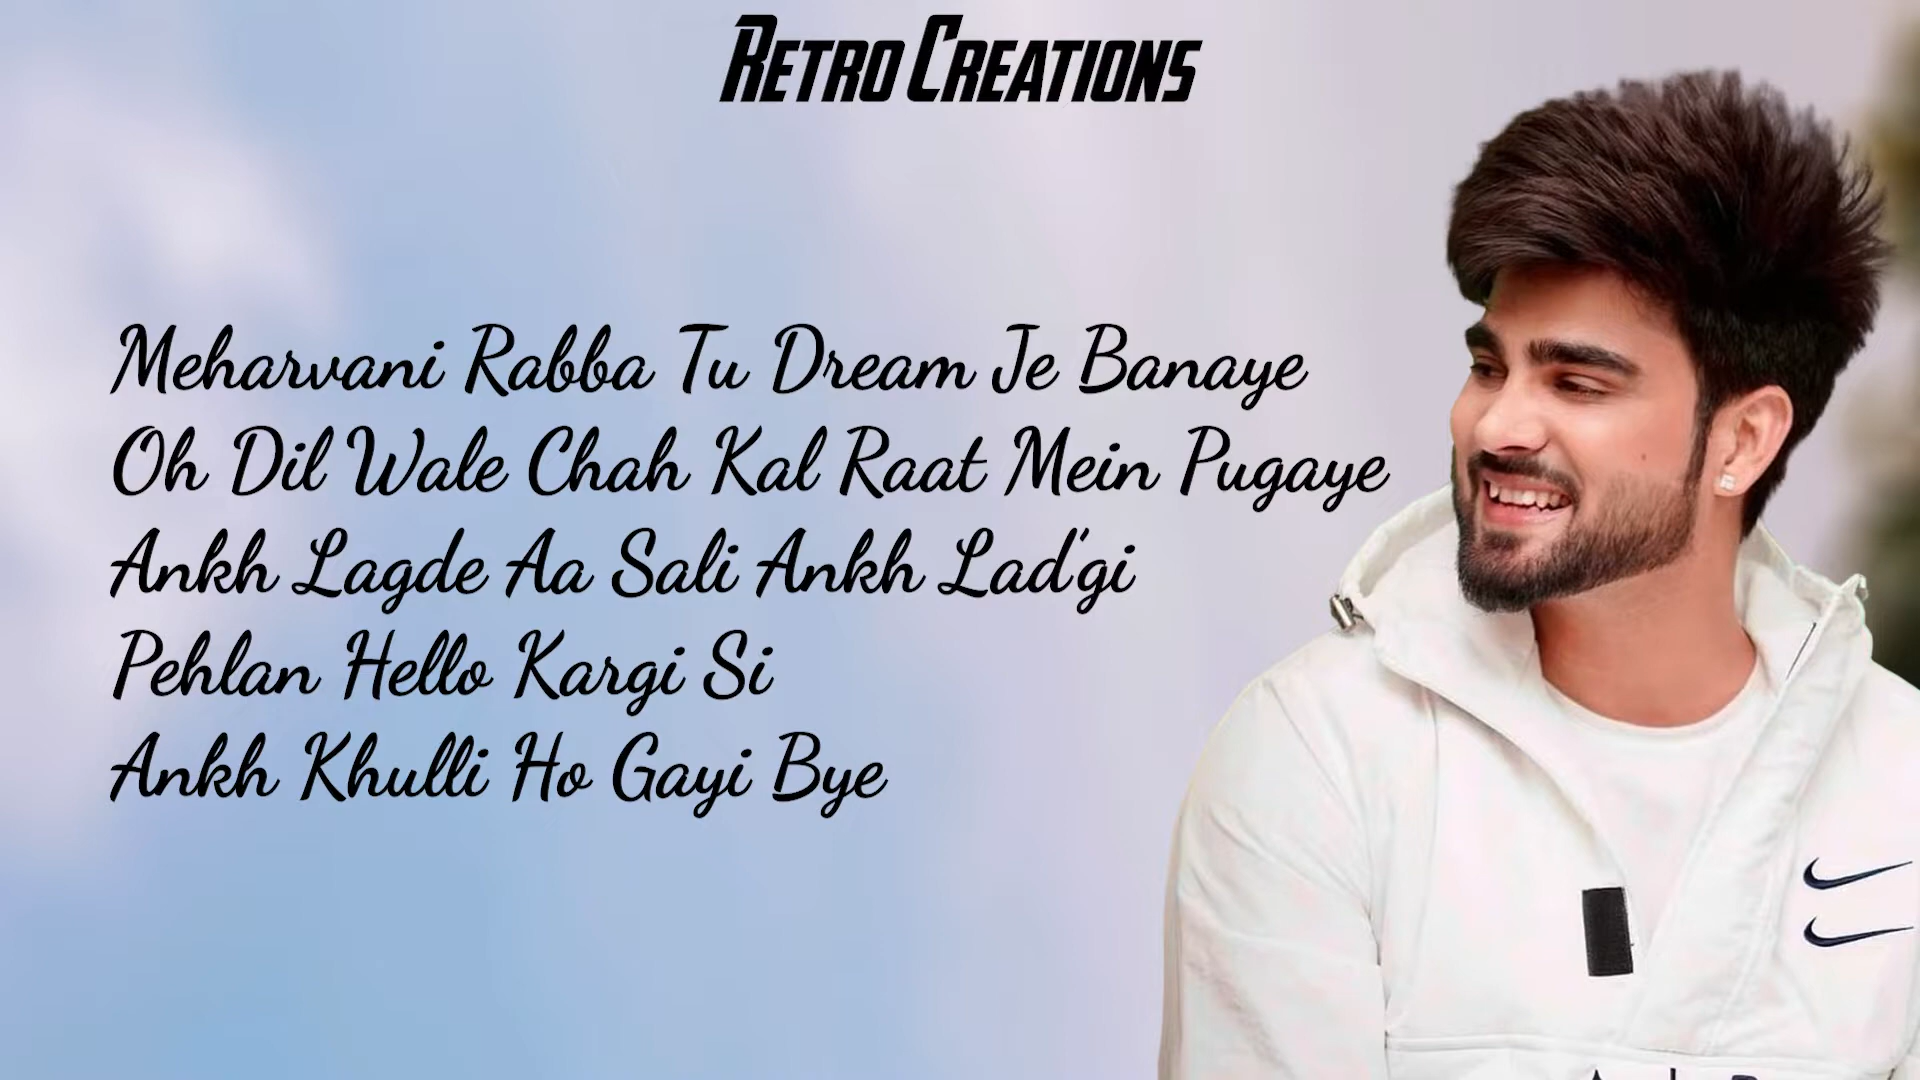 RETRO CREATIONS
Meharvani Rabba Tu Dream Je Banaye
Oh Dil Wale Chah Kal Raat Mein Pugaye
Ankh Lagde Aa Sali Ankh Lad'gi
Pehlan Hello Kargi Si
Ankh Khulli Ho Gayi Bye